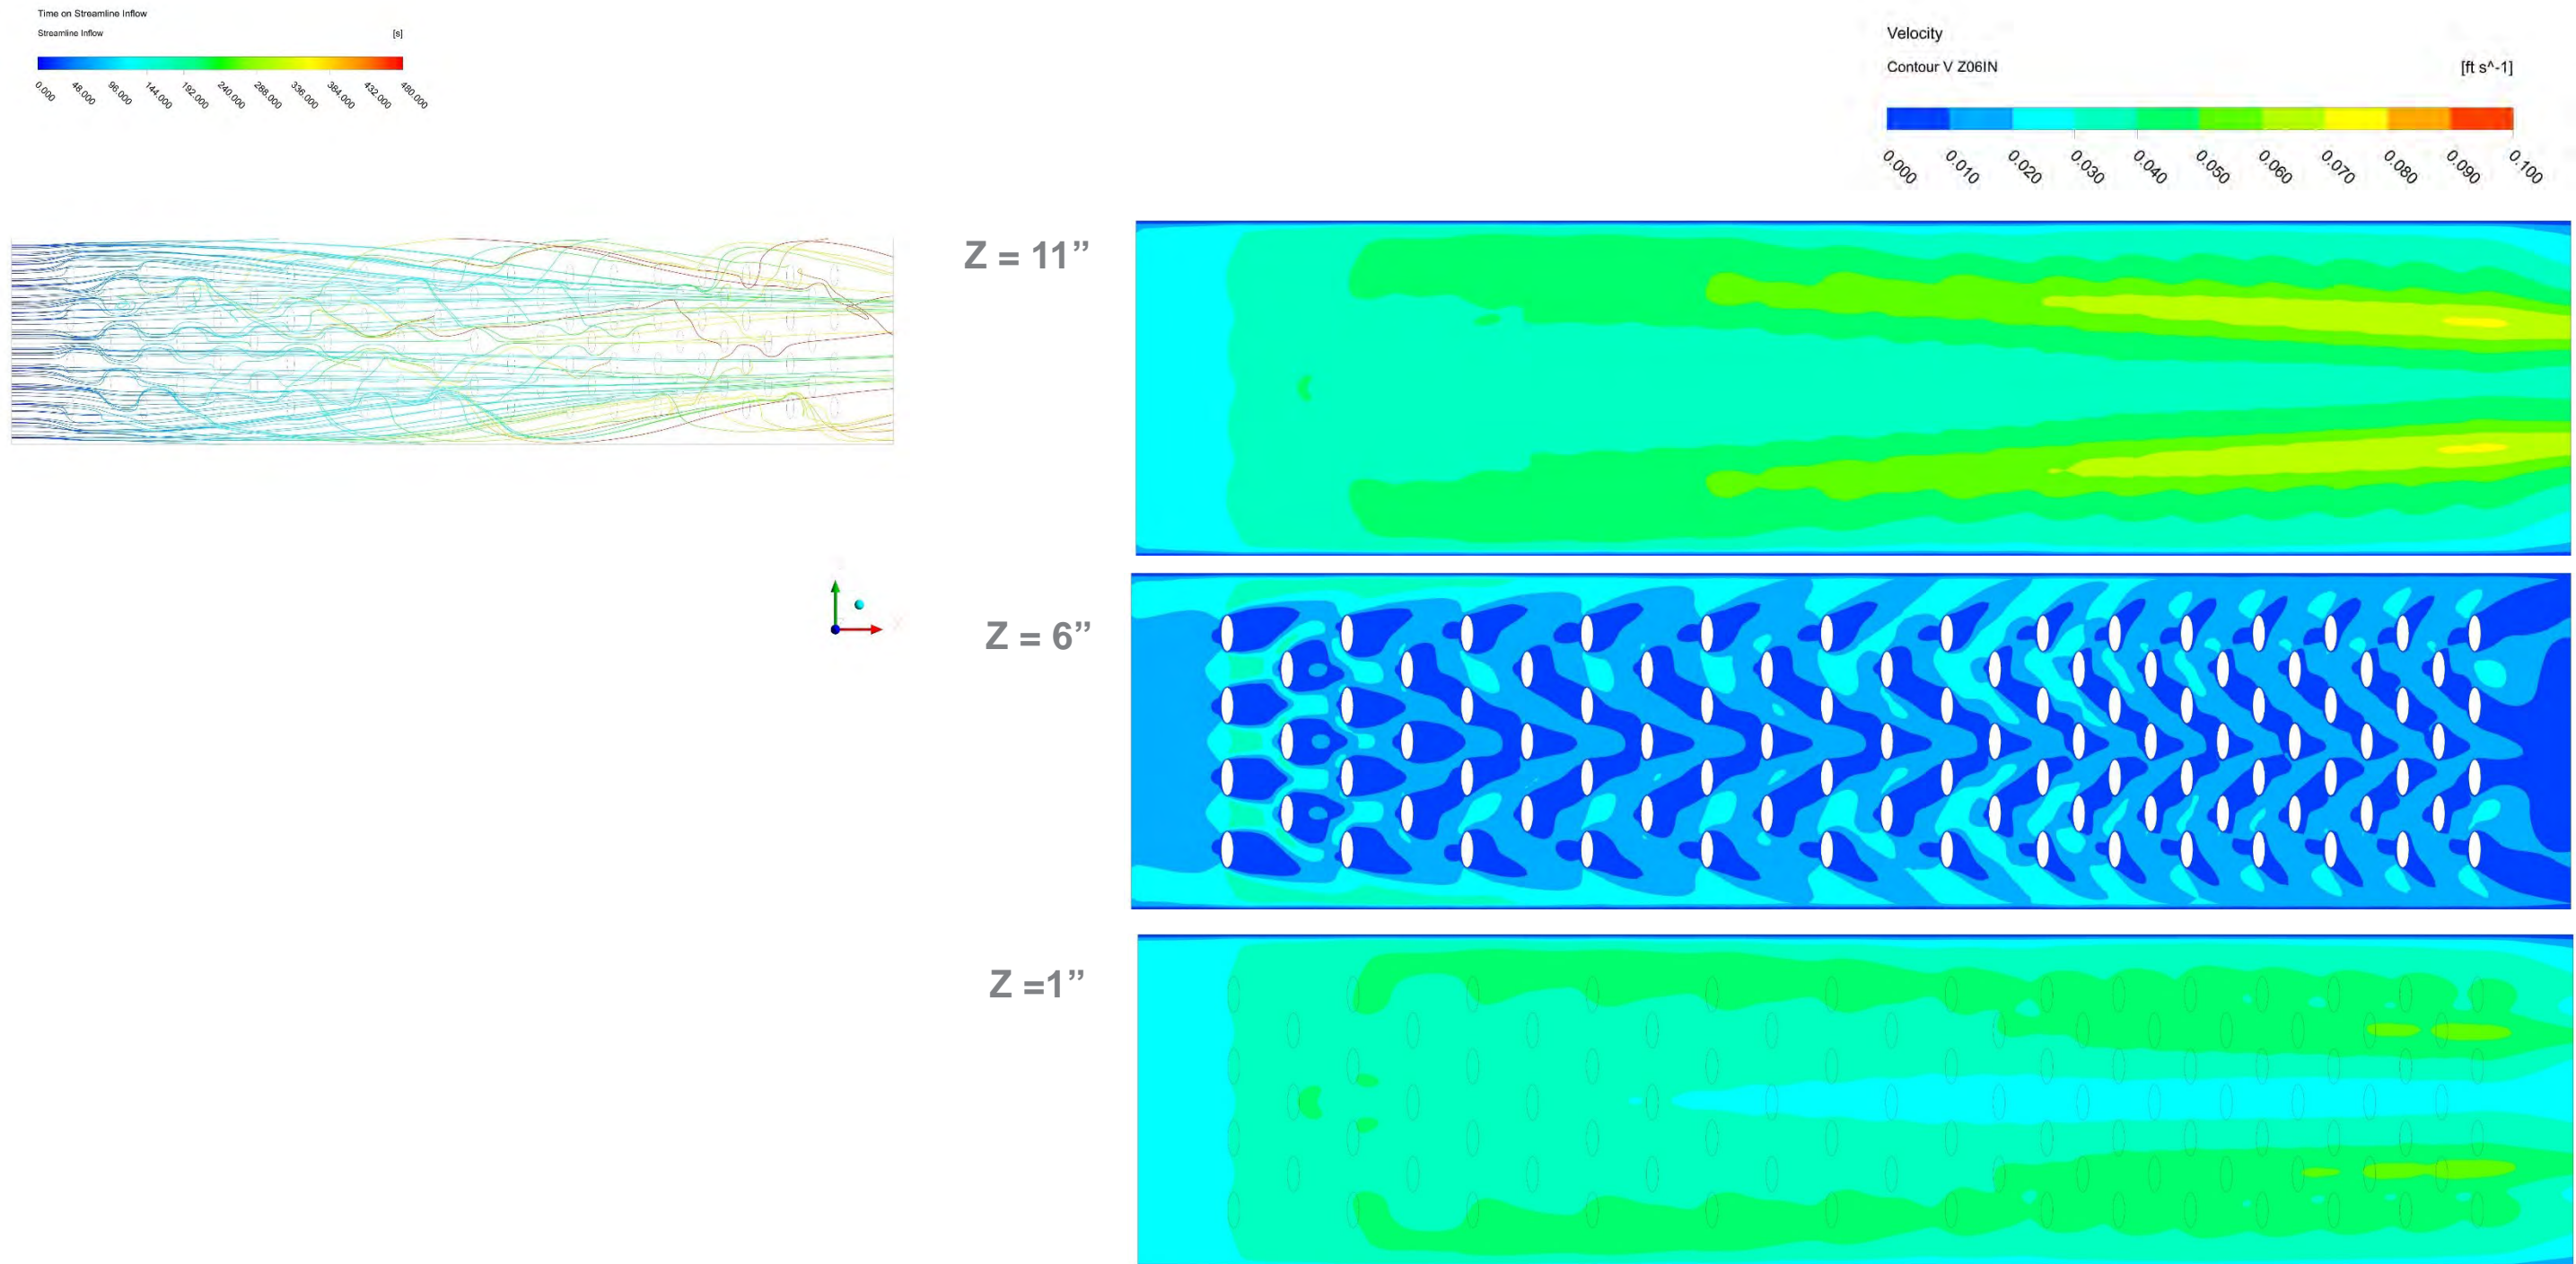 Time on Streamline Inflow
Streamline Inflow [s]
0.000 48.000 96.000 144.000 192.000 240.000 288.000 336.000 384.000 432.000 480.000
Velocity
Contour V Z06IN [ft s^-1]
0.000 0.010 0.020 0.030 0.040 0.050 0.060 0.070 0.080 0.090 0.100
Z = 11”
X
Z = 6”
Z =1”